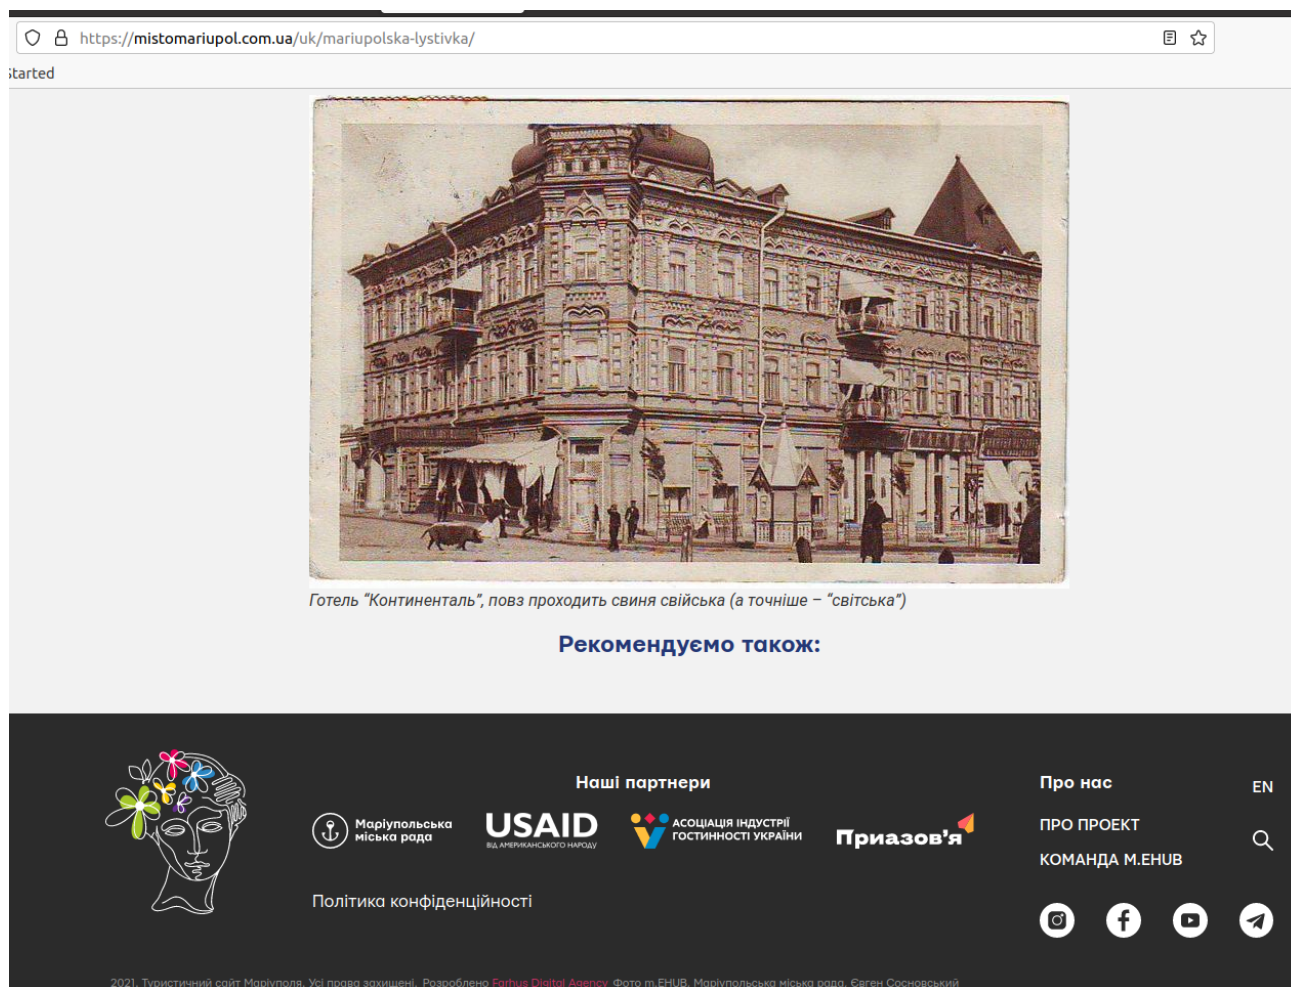 https://mistomariupol.com.ua/uk/mariupolska-lystivka/
Started
ТАБАКЪ
Готель “Континенталь”, повз проходить свиня свійська (а точніше – “світська”)
Рекомендуємо також:
Наші партнери
Про нас
EN
Маріупольська
міська рада
USAID
ВІД АМЕРИКАНСЬКОГО НАРОДУ
АСОЦІАЦІЯ ІНДУСТРІЇ
ГОСТИННОСТІ УКРАЇНИ
Приазов’я
ПРО ПРОЕКТ
КОМАНДА M.EHUB
Політика конфіденційності
2021. Туристичний сайт Маріуполя. Усі права захищені. Розроблено Farbus Digital Agency. Фото m.EHUB, Маріупольська міська рада, Євген Сосновський